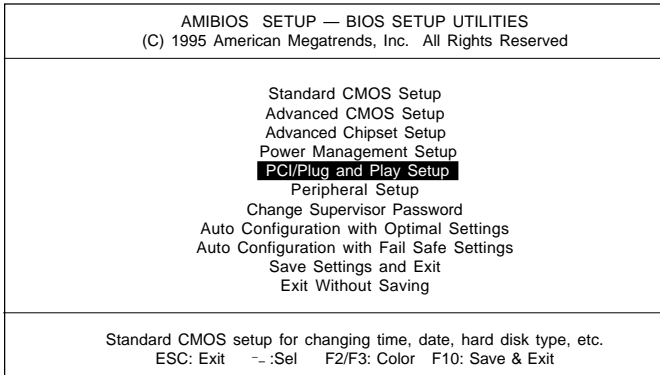 AMIBIOS SETUP — BIOS SETUP UTILITIES
(C) 1995 American Megatrends, Inc. All Rights Reserved
Standard CMOS Setup
Advanced CMOS Setup
Advanced Chipset Setup
Power Management Setup
PCI/Plug and Play Setup
Peripheral Setup
Change Supervisor Password
Auto Configuration with Optimal Settings
Auto Configuration with Fail Safe Settings
Save Settings and Exit
Exit Without Saving
Standard CMOS setup for changing time, date, hard disk type, etc.
ESC: Exit :Sel F2/F3: Color F10: Save & Exit